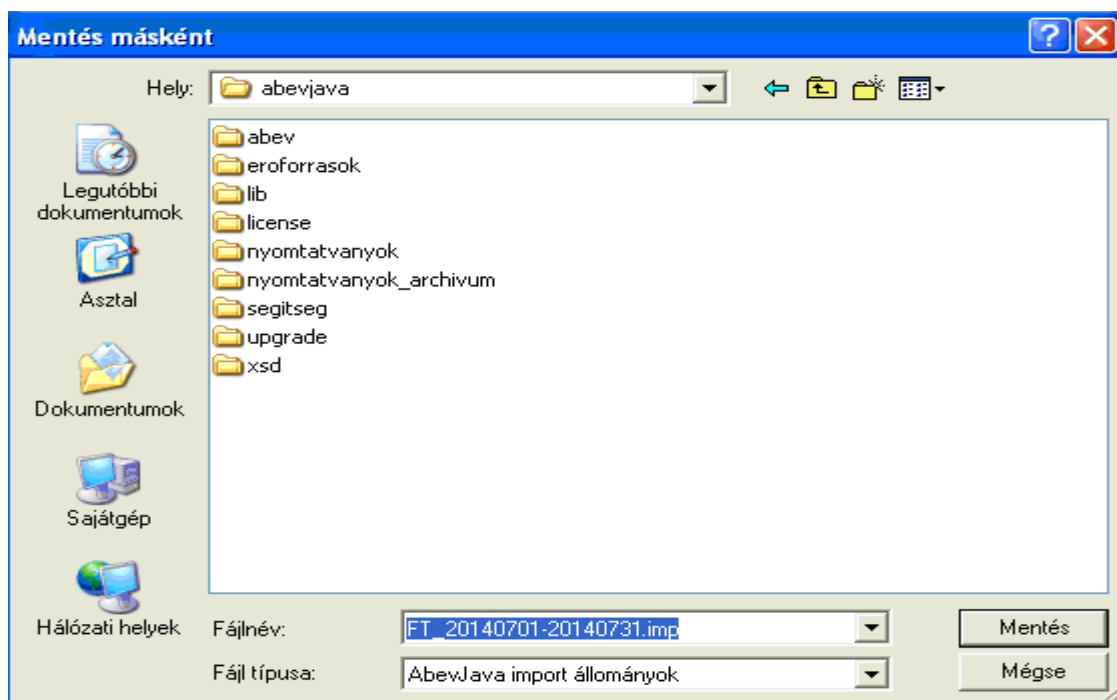 Mentés másként
Hely:
abevjava
Legutóbbi
dokumentumok
Asztal
Dokumentumok
Sajátgép
Hálózati helyek
abev
eroforrasok
lib
license
nyomtatvanyok
nyomtatvanyok_archivum
segitseg
upgrade
xsd
Fájlnév:
FT_20140701-20140731.imp
Mentés
Fájl típusa:
AbevJava import állományok
Mégse